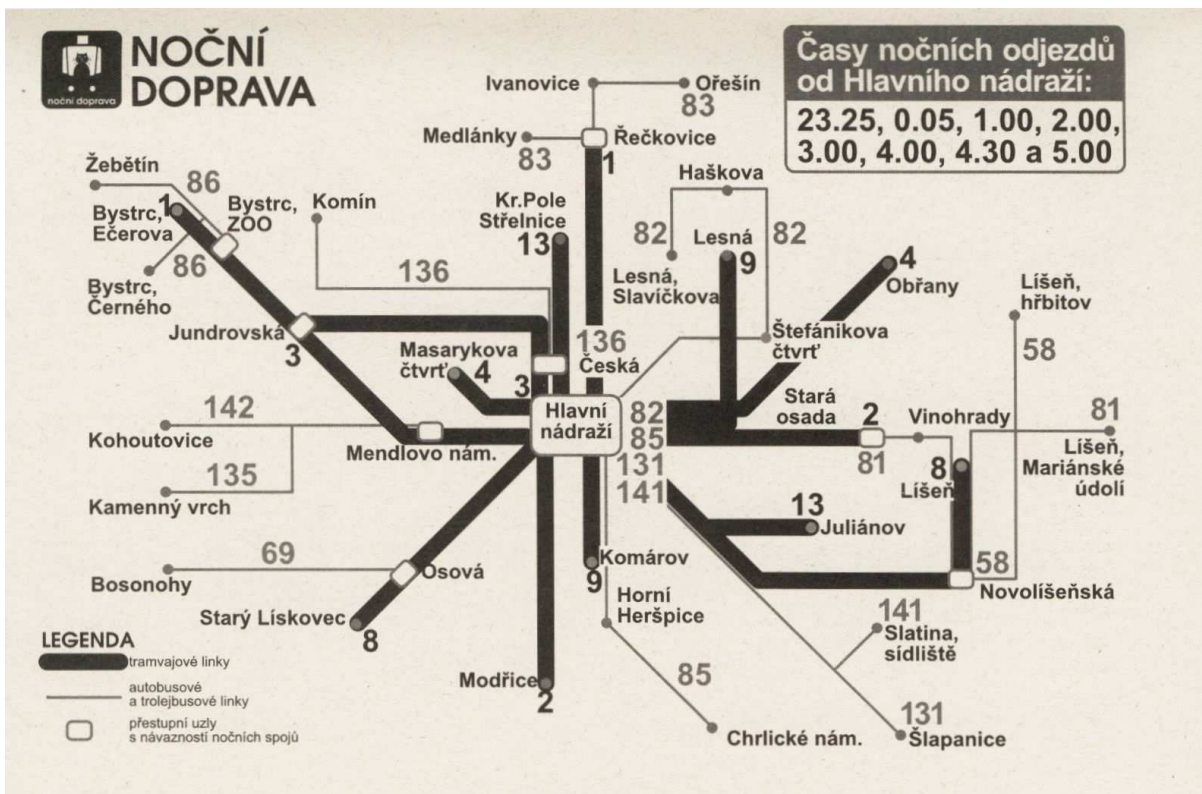 NOČNÍ
DOPRAVA
noční doprava
Časy nočních odjezdů
od Hlavního nádraží:
23.25, 0.05, 1.00, 2.00,
3.00, 4.00, 4.30 a 5.00
Ivanovice
Ořešín
83
Medlánky
83
Řečkovice
1
Žebětín
86
Bystrc,
Ečerova
1
Bystrc,
ZOO
86
Bystrc,
Černého
Komín
136
Kr.Pole
Střelnice
13
Haškova
82
82
Lesná
9
Lesná,
Slavíčkova
4
Obřany
Líšeň,
hřbitov
58
Jundrovská
3
Masarykova
čtvrť
4
3
136
Česká
Štefánikova
čtvrť
Hlavní
nádraží
82
85
131
141
Stará
osada
2
81
Vinohrady
81
Líšeň,
Mariánské
údolí
8
Líšeň
142
Kohoutovice
Mendlovo nám.
135
Kamenný vrch
13
Juliánov
69
Bosonohy
Osová
Komárov
9
58
Novolíšeňská
Starý Lískovec
8
Horní
Heršpice
141
Slatina,
sídliště
Modřice
2
85
Chrlické nám.
131
Šlapanice
LEGENDA
tramvajové linky
autobusové
a trolejbusové linky
přestupní uzly
s návazností nočních spojů